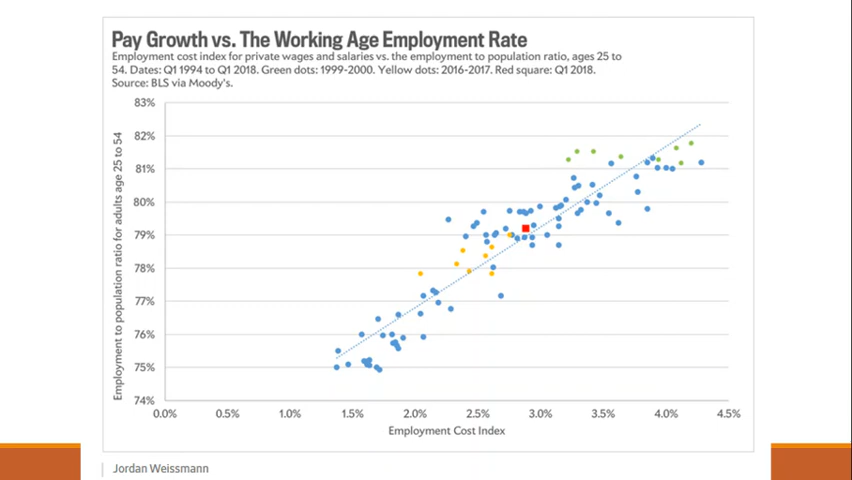 Pay Growth vs. The Working Age Employment Rate
Employment cost index for private wages and salaries vs. the employment to population ratio, ages 25 to
54. Dates: Q1 1994 to Q1 2018. Green dots: 1999-2000. Yellow dots: 2016-2017. Red square: Q1 2018.
Source: BLS via Moody's.
Employment to population ratio for adults age 25 to 54
83%
82%
81%
80%
79%
78%
77%
76%
75%
74%
0.0%
0.5%
1.0%
1.5%
2.0%
2.5%
3.0%
3.5%
4.0%
4.5%
Employment Cost Index
Jordan Weissmann